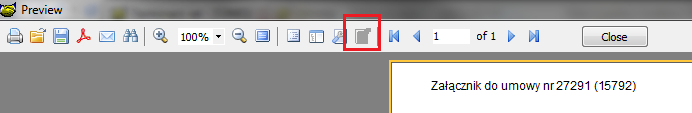 Preview
100% 1 of 1 Close
Załącznik do umowy nr 27291 (15792)